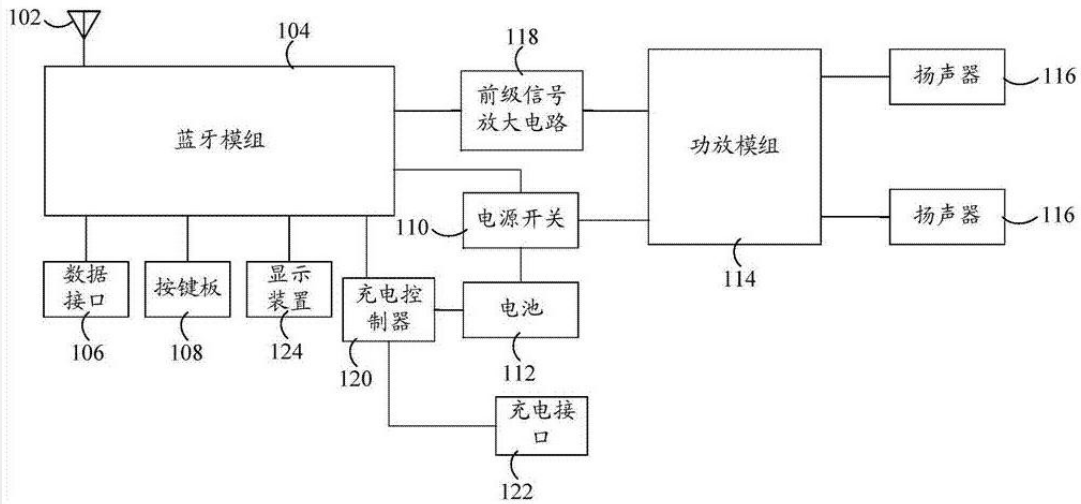 102
104
118
蓝牙模组
前级信号
放大电路
功放模组
扬声器
116
扬声器
116
110
电源开关
114
数据
接口
106
按键板
108
显示
装置
124
充电控
制器
120
电池
112
充电接
口
122